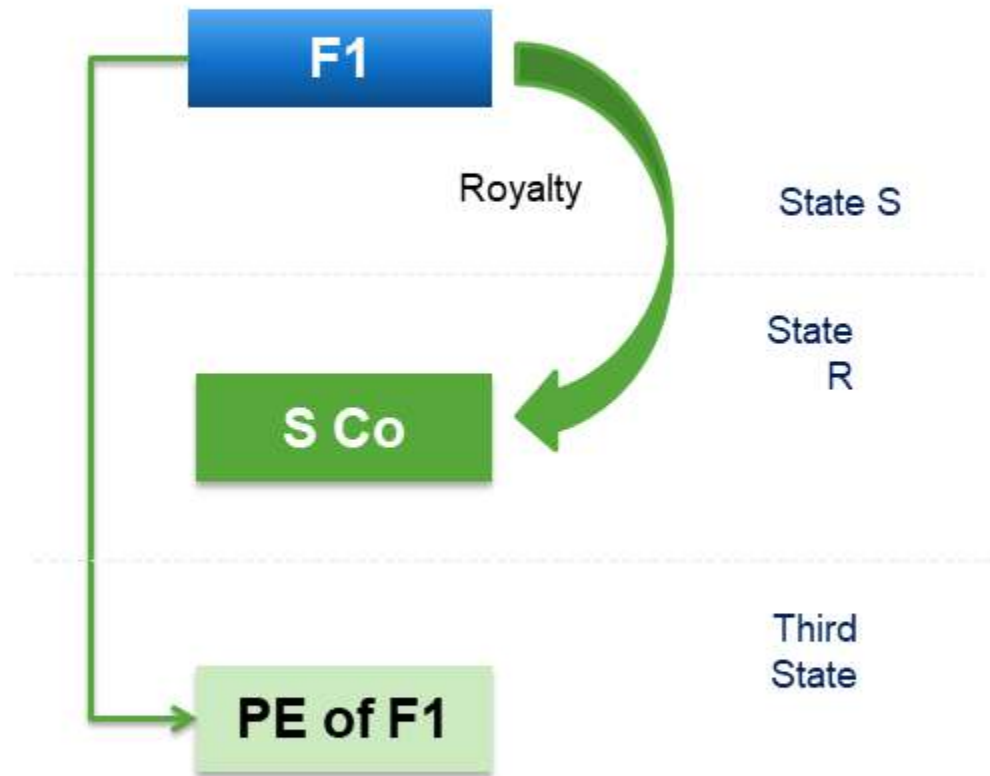 F1
Royalty
State S
State
R
S Co
Third
State
PE of F1